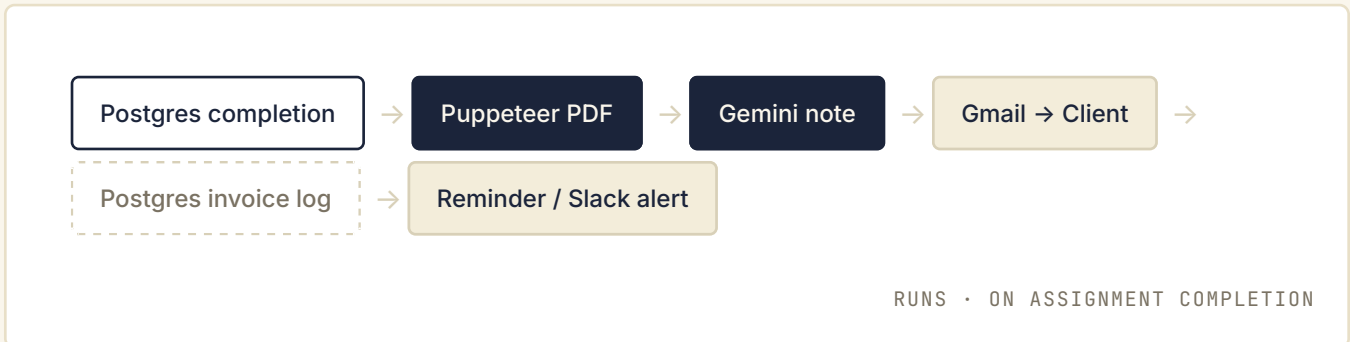 Postgres completion → Puppeteer PDF → Gemini note → Gmail → Client →
Postgres invoice log → Reminder / Slack alert
RUNS · ON ASSIGNMENT COMPLETION